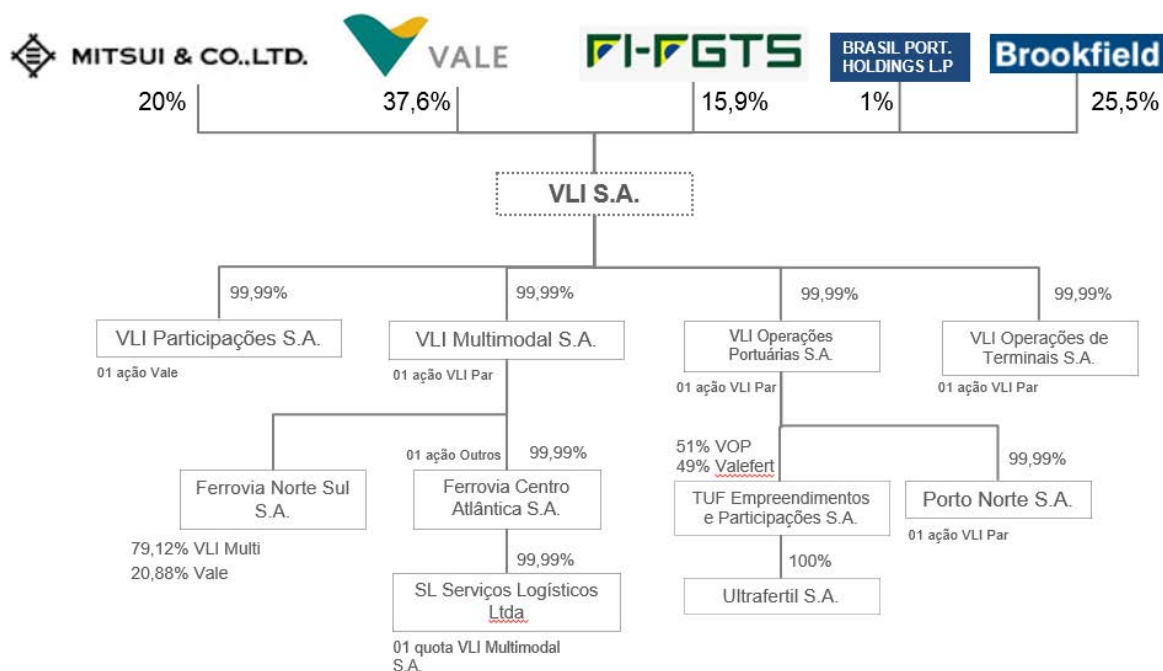 MITSUI & CO.,LTD.
VALE
FI-FGTS
BRASIL PORT.
HOLDINGS L.P
Brookfield
20%
37,6%
15,9%
1%
25,5%
VLI S.A.
99,99%
99,99%
99,99%
99,99%
VLI Participações S.A.
VLI Multimodal S.A.
VLI Operações
Portuárias S.A.
VLI Operações de
Terminais S.A.
01 ação Vale
01 ação VLI Par
01 ação VLI Par
01 ação VLI Par
01 ação Outros
99,99%
51% VOP
49% Valefert
99,99%
Ferrovia Norte Sul
S.A.
Ferrovia Centro
Atlântica S.A.
TUF Empreendimentos
e Participações S.A.
Porto Norte S.A.
01 ação VLI Par
79,12% VLI Multi
20,88% Vale
99,99%
100%
SL Serviços Logísticos
Ltda
Ultrafertil S.A.
01 quota VLI Multimodal
S.A.